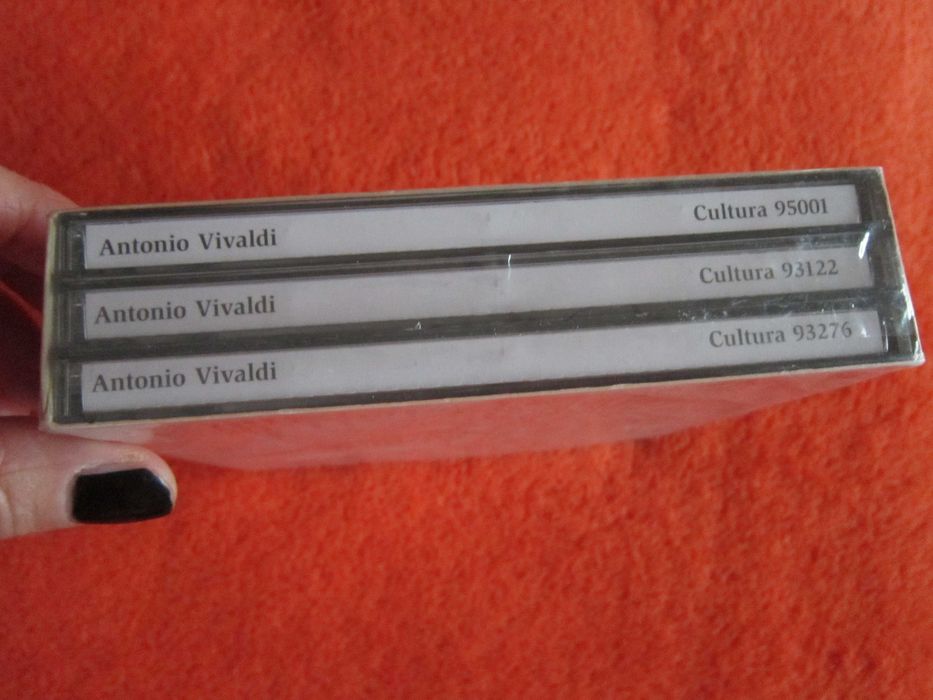 Antonio Vivaldi Cultura 95001
Antonio Vivaldi Cultura 93122
Antonio Vivaldi Cultura 93276